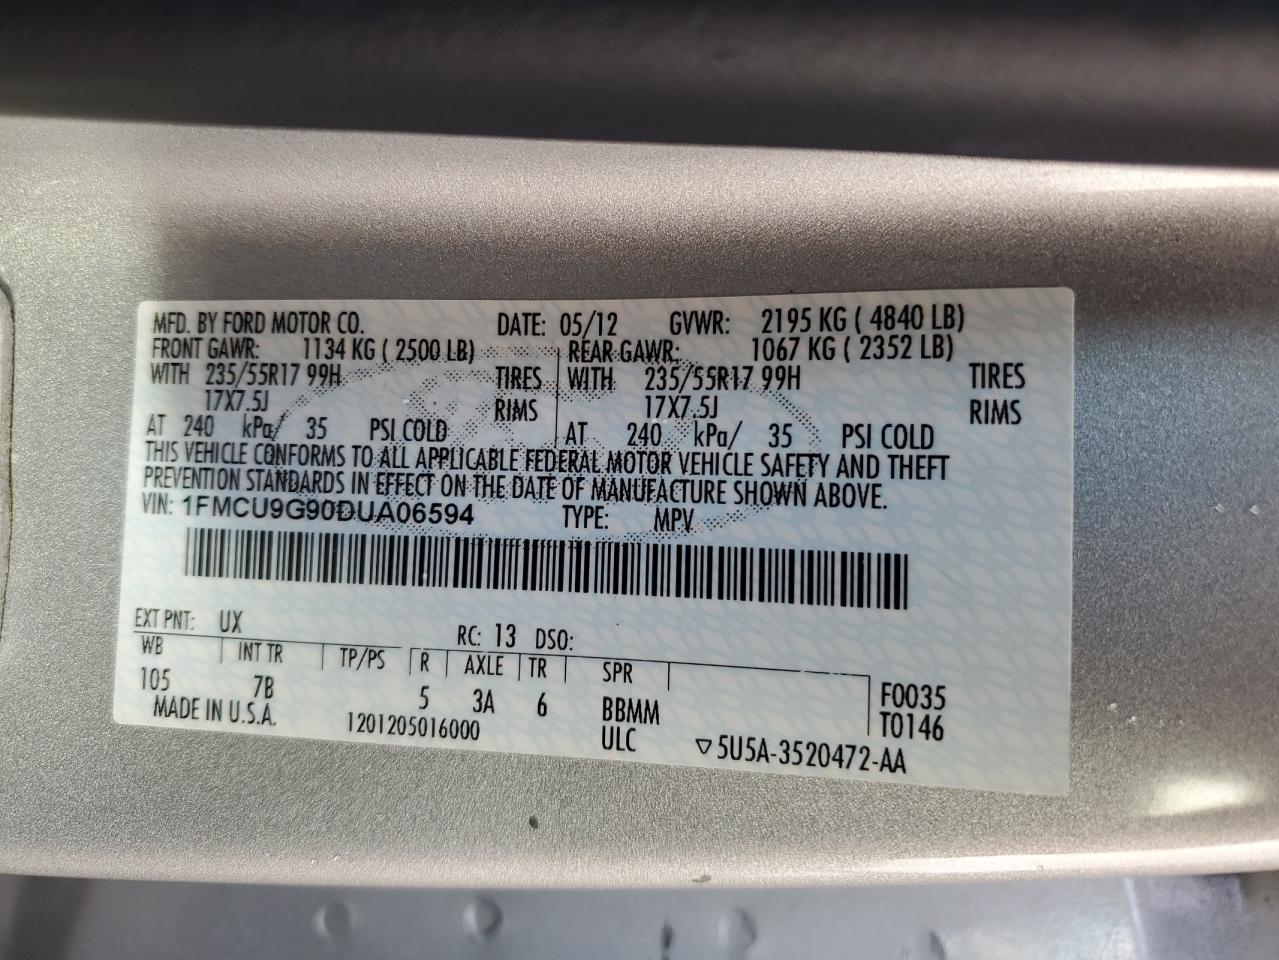 MFD. BY FORD MOTOR CO. DATE: 05/12 GVWR: 2195 KG ( 4840 LB)
FRONT GAWR: 1134 KG ( 2500 LB) REAR GAWR: 1067 KG ( 2352 LB)
WITH 235/55R17 99H TIRES WITH 235/55R17 99H TIRES
17X7.5J RIMS 17X7.5J RIMS
AT 240 kPa/ 35 PSI COLD AT 240 kPa/ 35 PSI COLD
THIS VEHICLE CONFORMS TO ALL APPLICABLE FEDERAL MOTOR VEHICLE SAFETY AND THEFT
PREVENTION STANDARDS IN EFFECT ON THE DATE OF MANUFACTURE SHOWN ABOVE.
VIN: 1FMCU9G90DUA06594 TYPE: MPV
EXT PNT: UX RC: 13 DSO:
WB INT TR TP/PS R AXLE TR SPR
105 7B 5 3A 6 BBMM F0035
MADE IN U.S.A. 1201205016000 ULC T0146
▽5U5A-3520472-AA